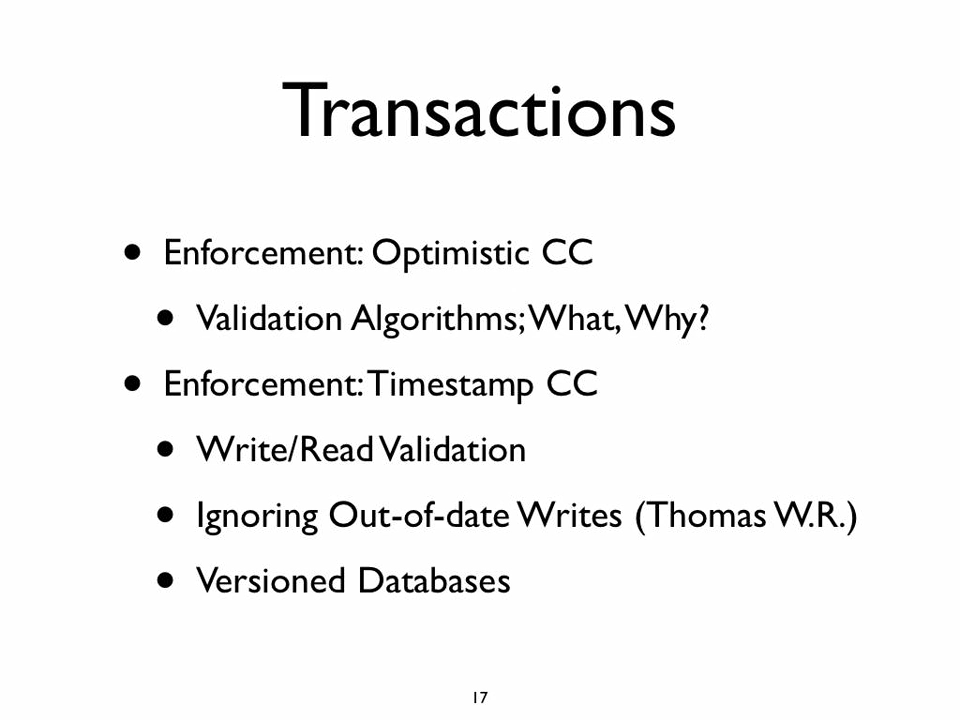 Transactions
• Enforcement: Optimistic CC
• Validation Algorithms; What, Why?
• Enforcement: Timestamp CC
• Write/Read Validation
• Ignoring Out-of-date Writes (Thomas W.R.)
• Versioned Databases
17